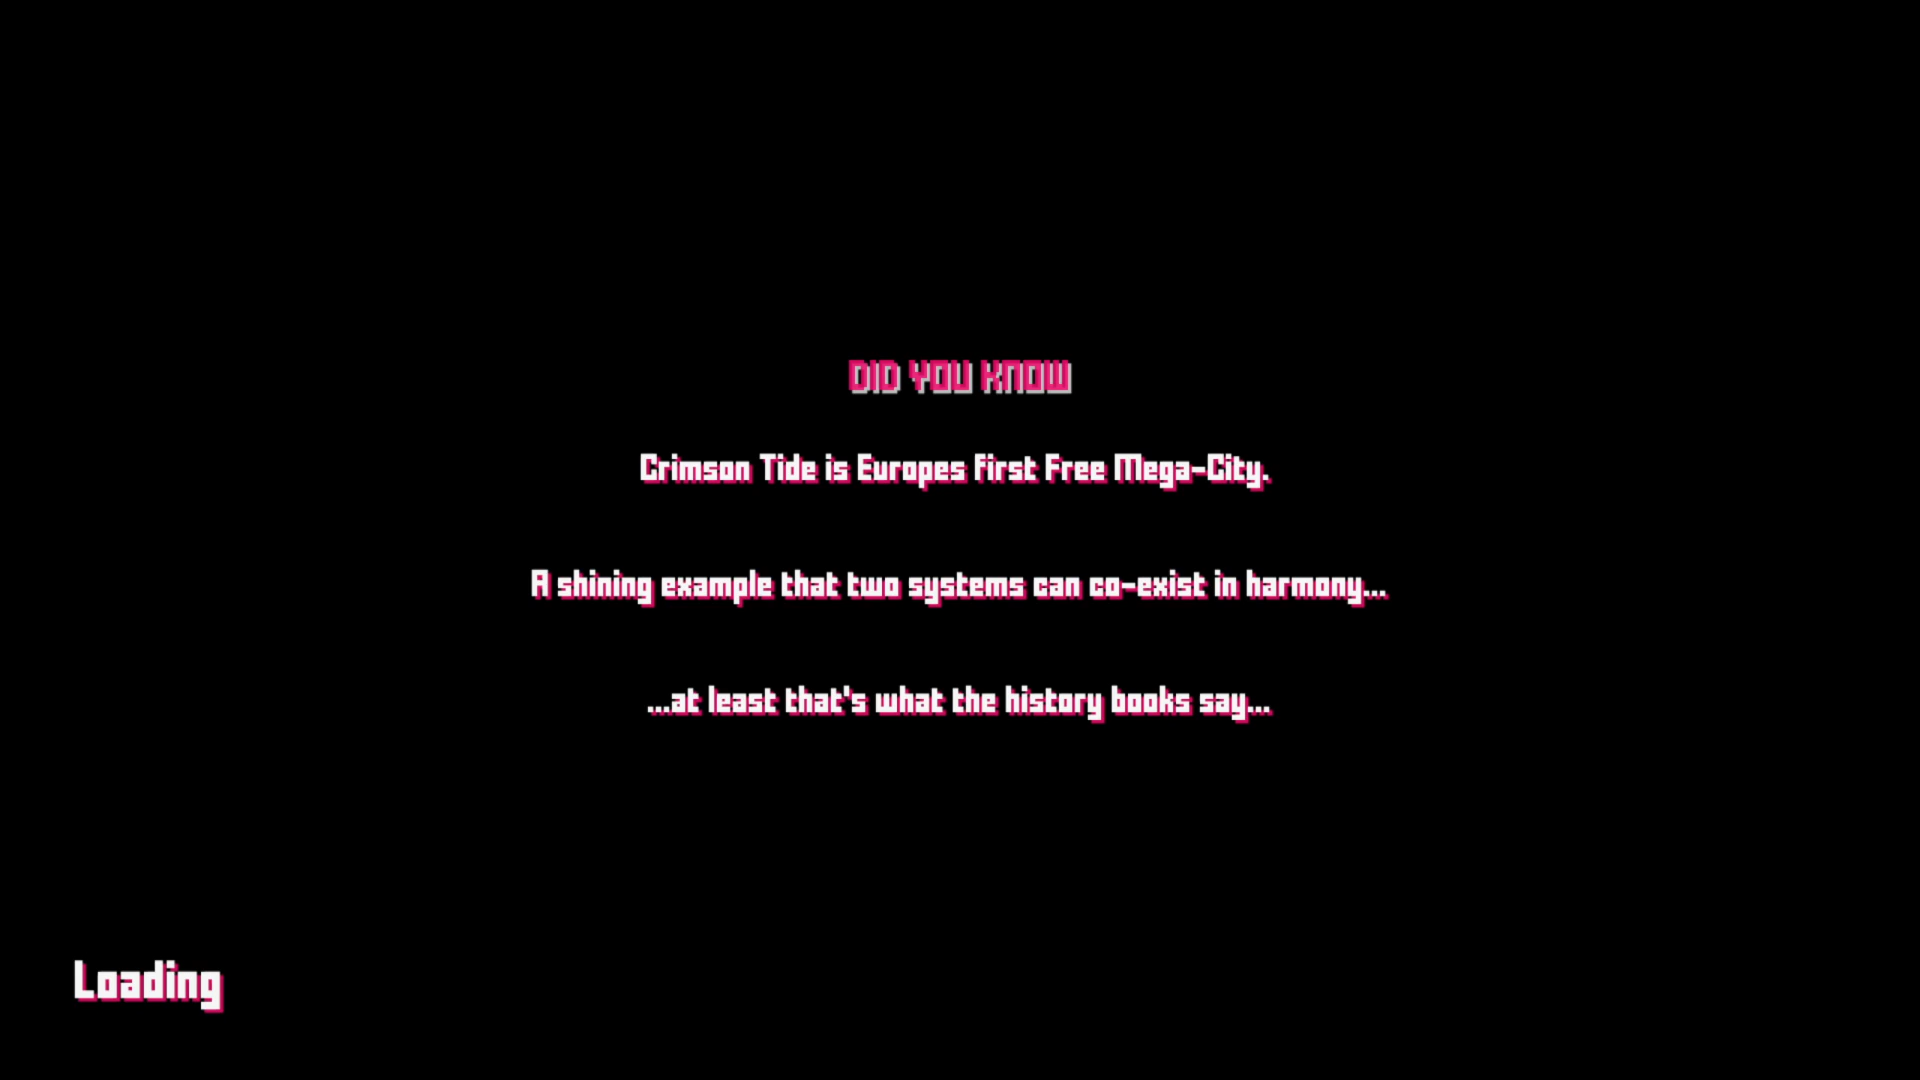 DID YOU KNOW
Crimson Tide is Europes first Free Mega-City.
A shining example that two systems can co-exist in harmony...
...at least that's what the history books say...
Loading